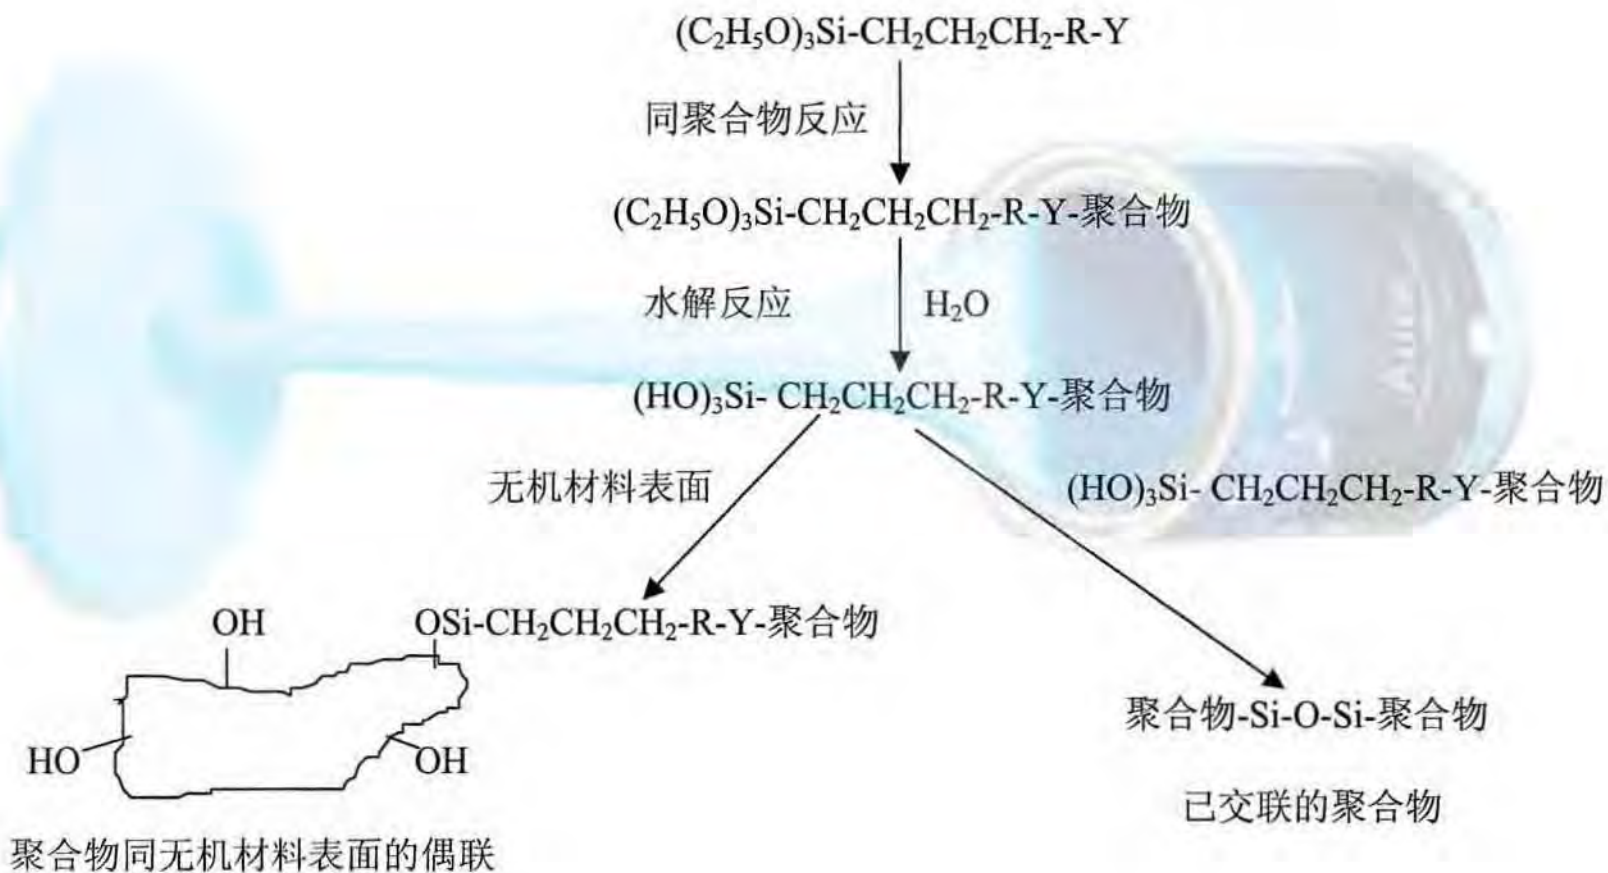 (C₂H₅O)₃Si-CH₂CH₂CH₂-R-Y
同聚合物反应
(C₂H₅O)₃Si-CH₂CH₂CH₂-R-Y-聚合物
水解反应 H₂O
(HO)₃Si- CH₂CH₂CH₂-R-Y-聚合物
无机材料表面
(HO)₃Si- CH₂CH₂CH₂-R-Y-聚合物
OH
OSi-CH₂CH₂CH₂-R-Y-聚合物
聚合物-Si-O-Si-聚合物
HO
OH
已交联的聚合物
聚合物同无机材料表面的偶联